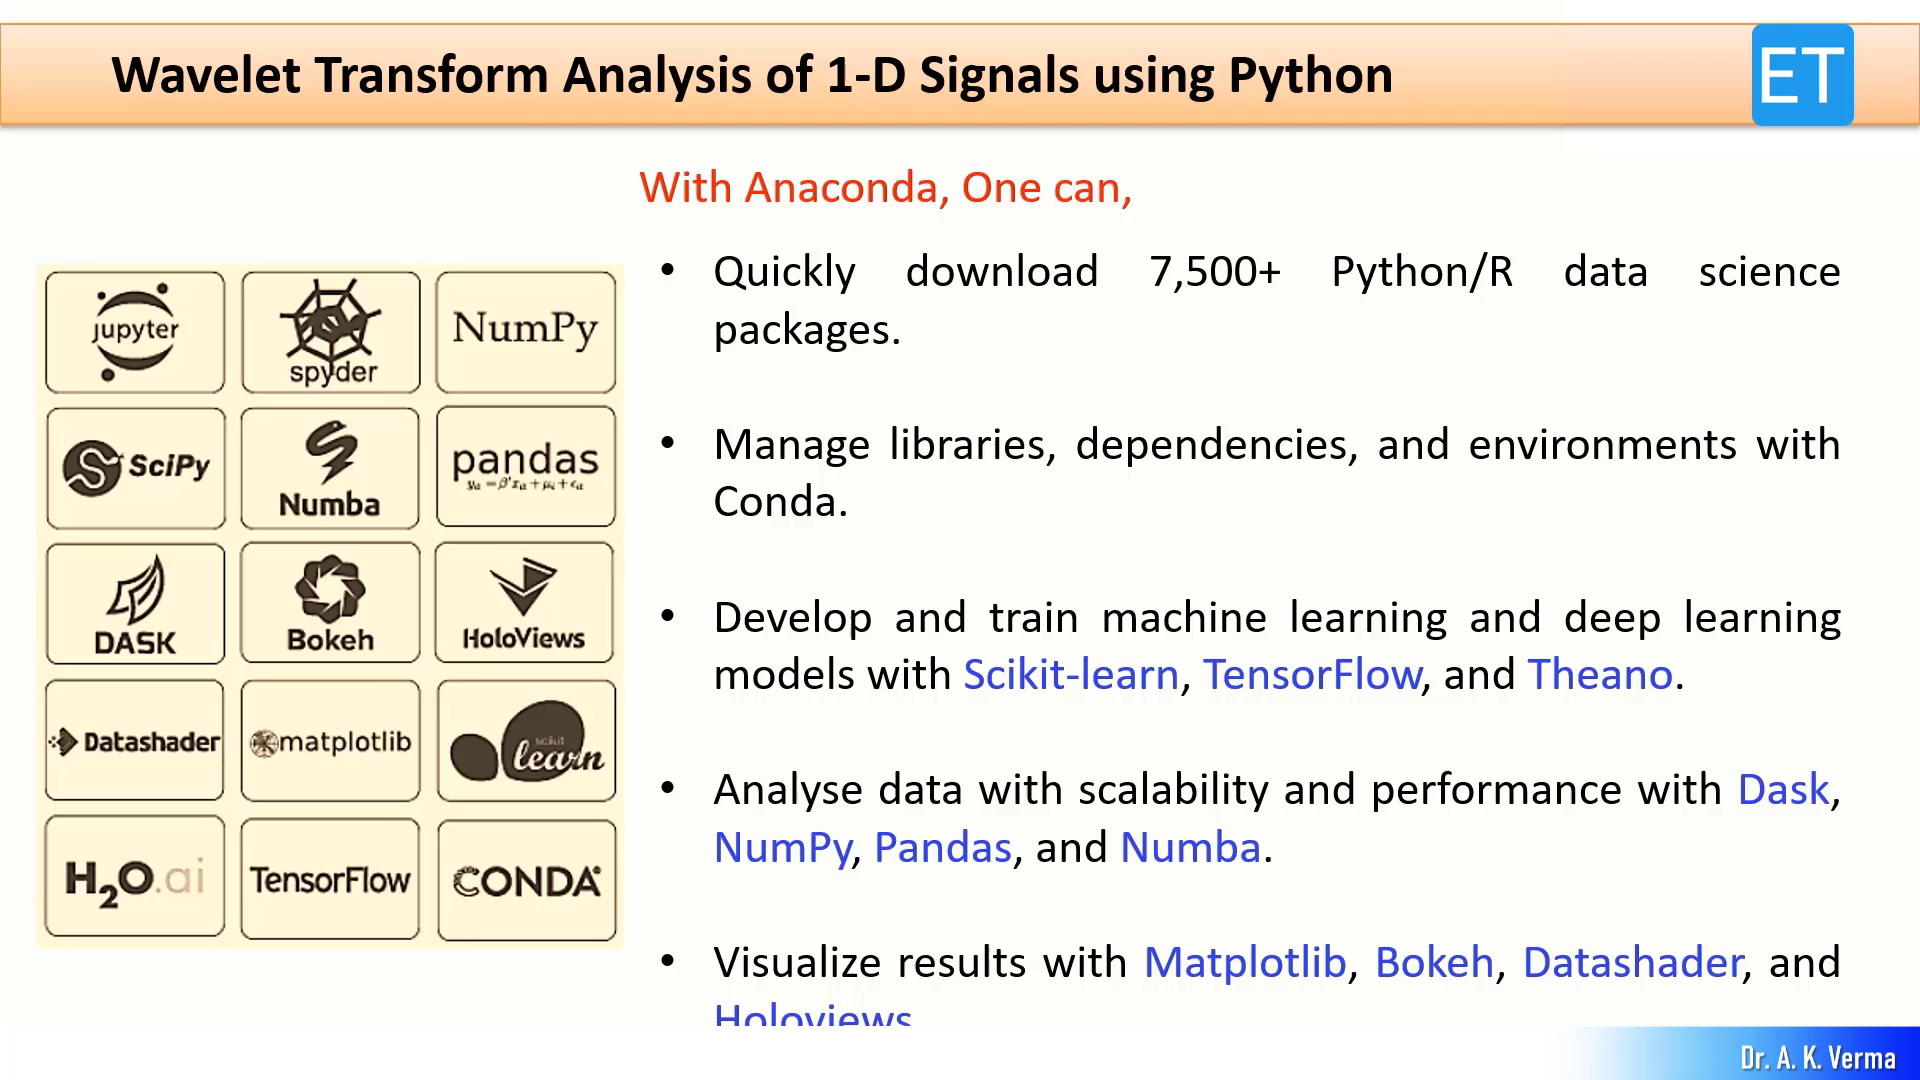 Wavelet Transform Analysis of 1-D Signals using Python
ET
With Anaconda, One can,
• Quickly download 7,500+ Python/R data science
packages.
• Manage libraries, dependencies, and environments with
Conda.
• Develop and train machine learning and deep learning
models with Scikit-learn, TensorFlow, and Theano.
• Analyse data with scalability and performance with Dask,
NumPy, Pandas, and Numba.
• Visualize results with Matplotlib, Bokeh, Datashader, and
Holoviews
jupyter
spyder
NumPy
SciPy
Numba
pandas
DASK
Bokeh
HoloViews
Datashader
matplotlib
scikit
learn
H2O.ai
TensorFlow
CONDA
Dr. A. K. Verma